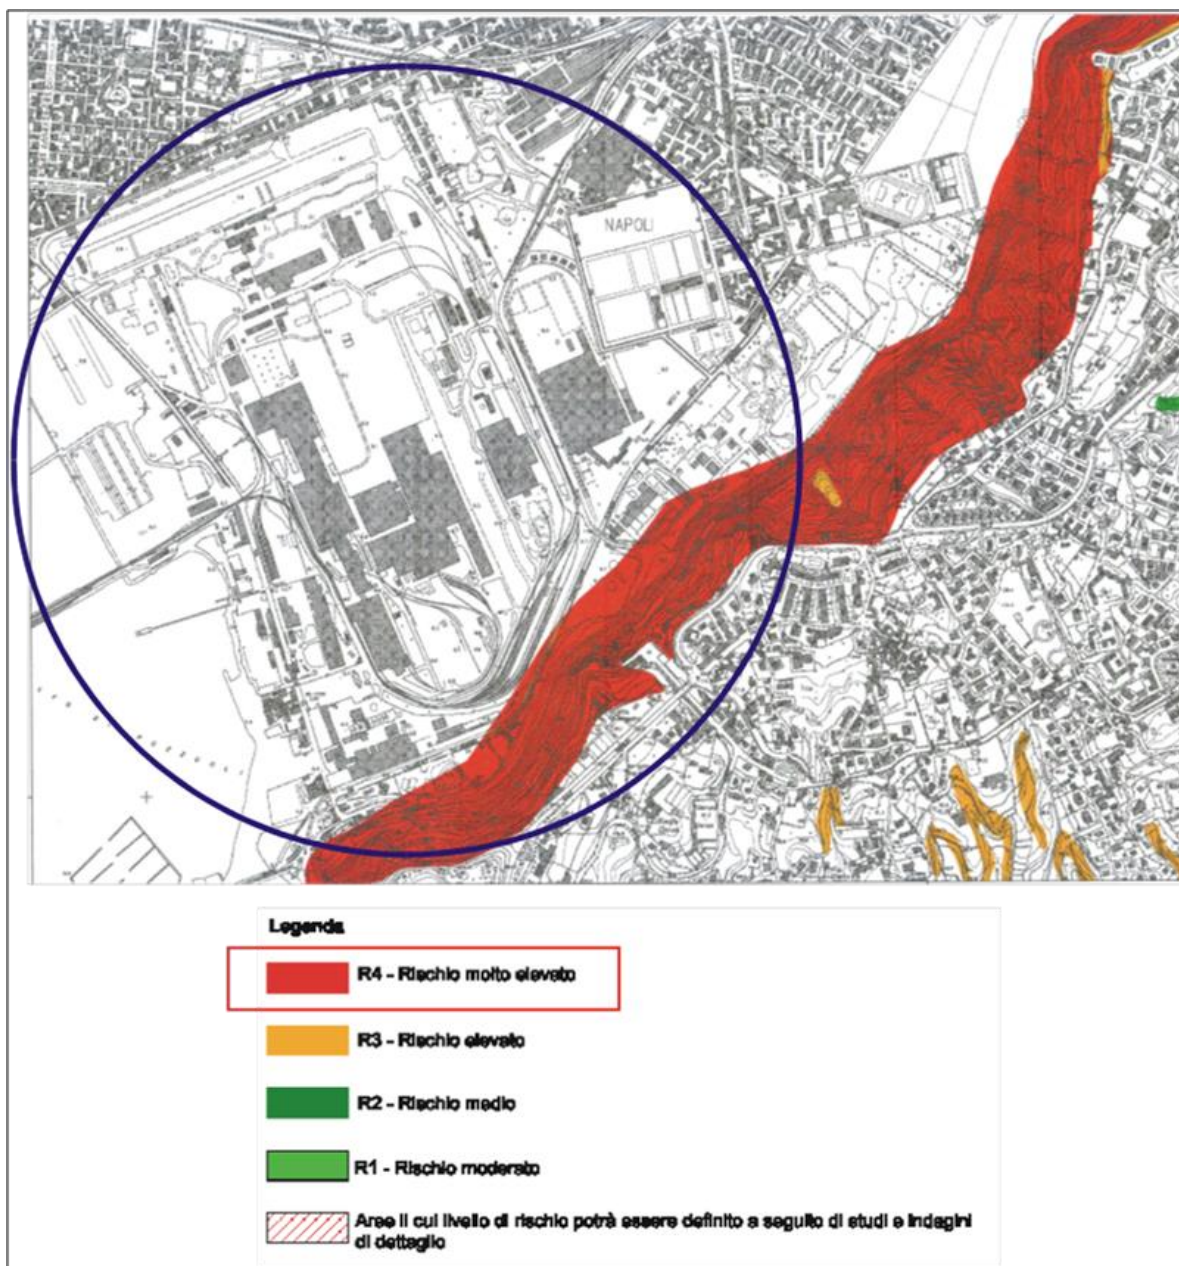 NAPOLI
Legenda
R4 - Rischio molto elevato
R3 - Rischio elevato
R2 - Rischio medio
R1 - Rischio moderato
Aree il cui livello di rischio potrà essere definito a seguito di studi e indagini
di dettaglio